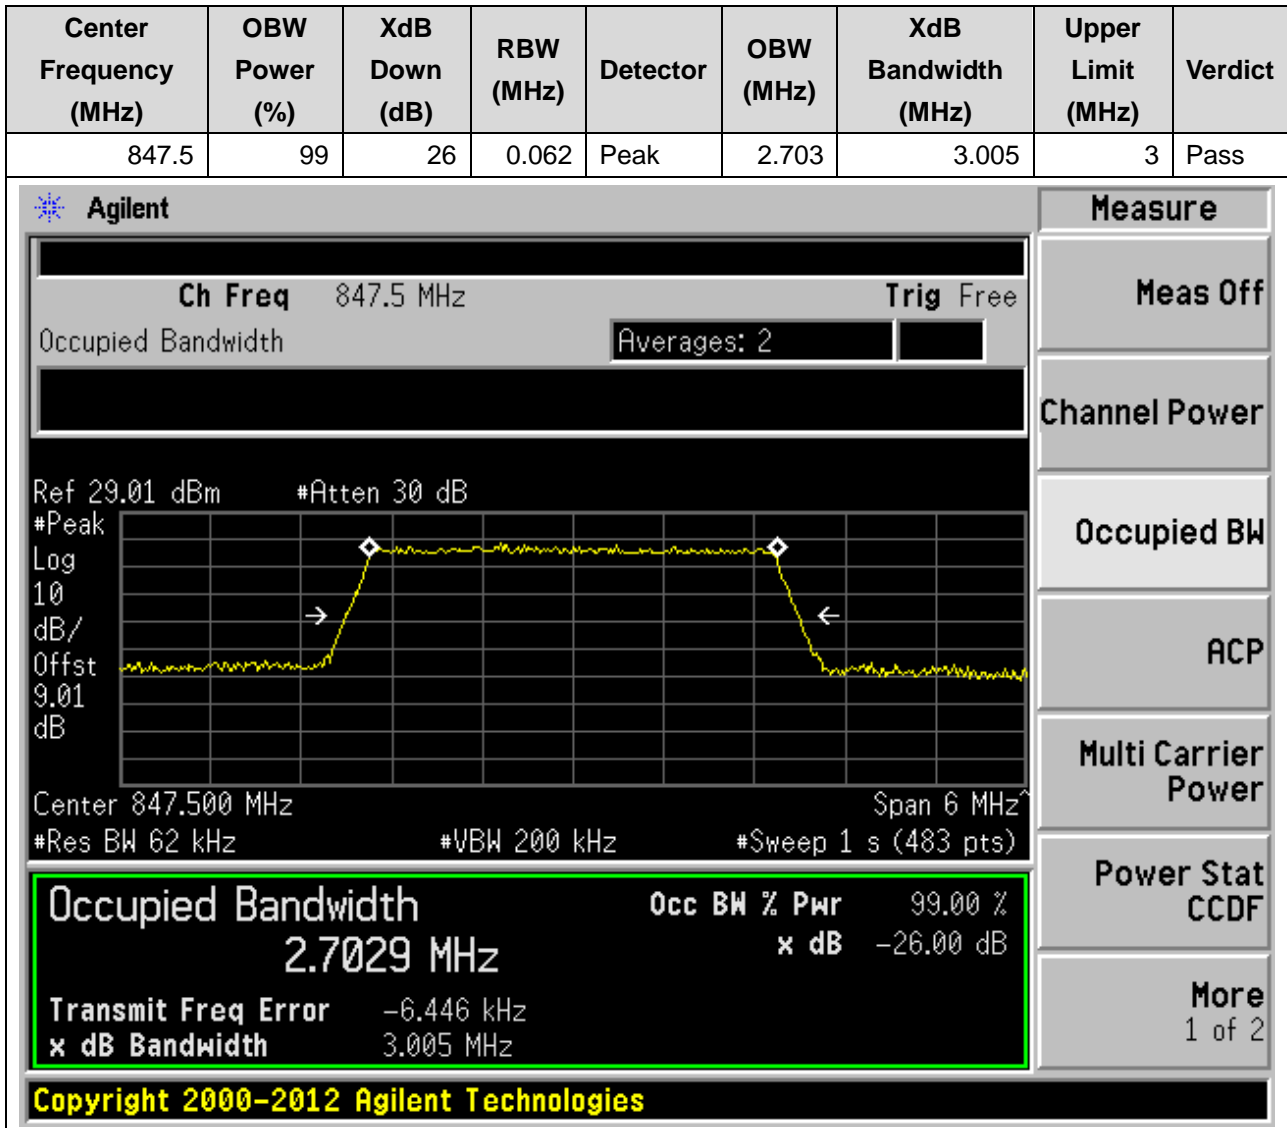 Center Frequency (MHz) OBW Power (%) XdB Down (dB) RBW (MHz) Detector OBW (MHz) XdB Bandwidth (MHz) Upper Limit (MHz) Verdict
847.5 99 26 0.062 Peak 2.703 3.005 3 Pass
Agilent
Ch Freq 847.5 MHz Trig Free
Occupied Bandwidth Averages: 2
Ref 29.01 dBm #Atten 30 dB
#Peak
Log
10
dB/
Offst
9.01
dB
Center 847.500 MHz Span 6 MHz^
#Res BW 62 kHz #VBW 200 kHz #Sweep 1 s (483 pts)
Occupied Bandwidth Occ BW % Pwr 99.00 %
2.7029 MHz x dB -26.00 dB
Transmit Freq Error -6.446 kHz
x dB Bandwidth 3.005 MHz
Copyright 2000-2012 Agilent Technologies
Measure
Meas Off
Channel Power
Occupied BW
ACP
Multi Carrier
Power
Power Stat
CCDF
More
1 of 2